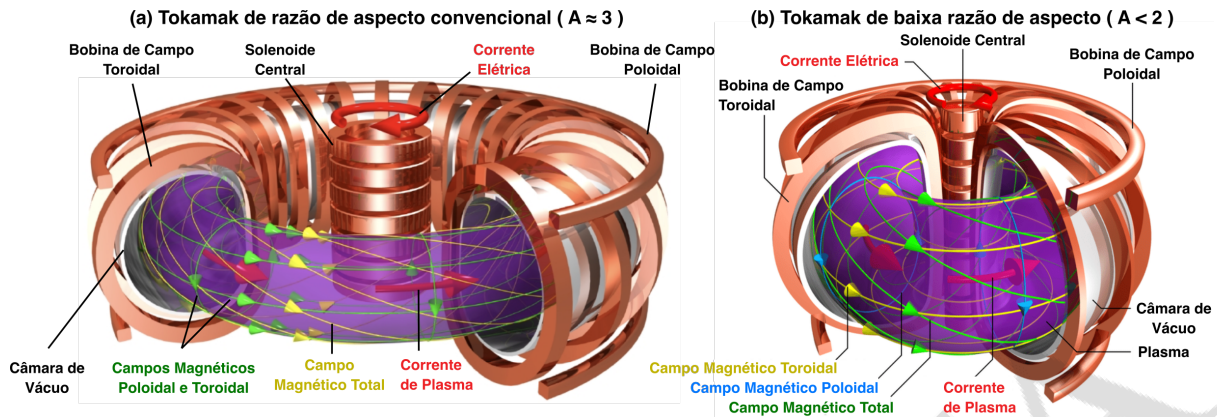 (a) Tokamak de razão de aspecto convencional ( A ≈ 3 )
Bobina de Campo
Toroidal
Solenoide
Central
Corrente
Elétrica
Bobina de Campo
Poloidal
Câmara de
Vácuo
Campos Magnéticos
Poloidal e Toroidal
Campo
Magnético Total
Corrente
de Plasma
(b) Tokamak de baixa razão de aspecto ( A < 2 )
Solenoide Central
Corrente Elétrica
Bobina de Campo
Poloidal
Bobina de Campo
Toroidal
Câmara de
Vácuo
Plasma
Campo Magnético Toroidal
Campo Magnético Poloidal
Campo Magnético Total
Corrente
de Plasma